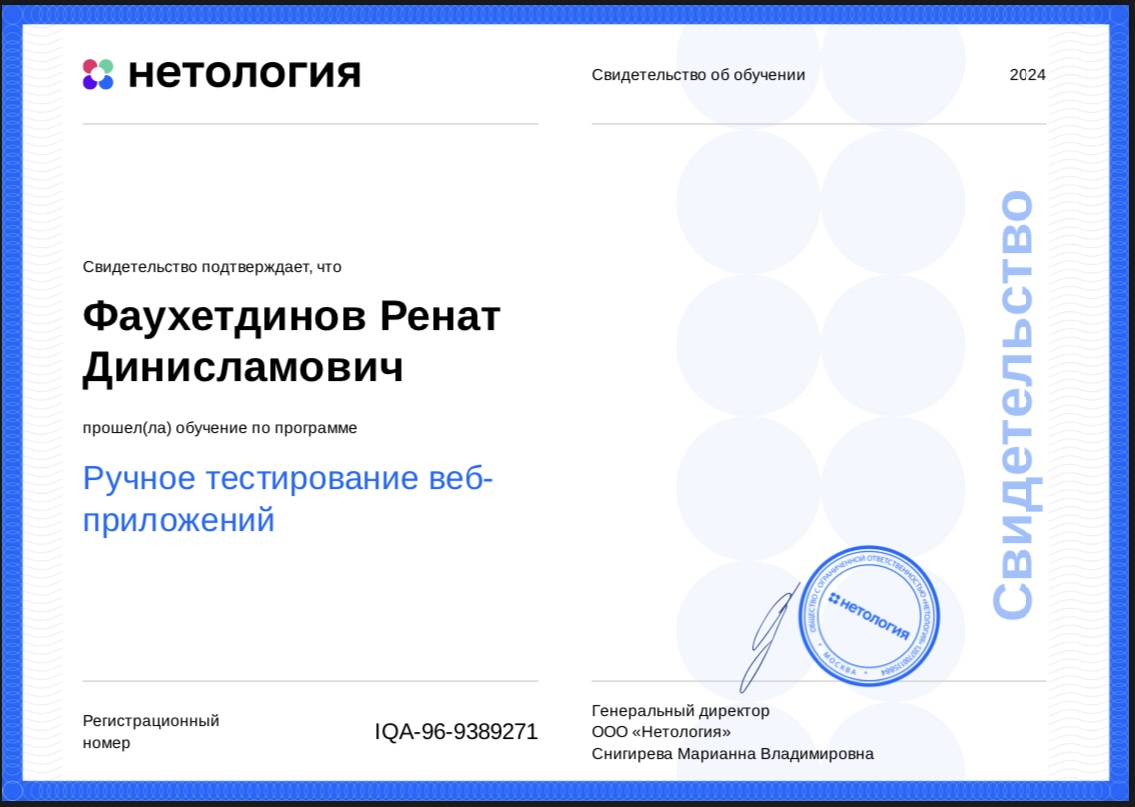 нетология
Свидетельство об обучении
2024
Свидетельство подтверждает, что
Фаухетдинов Ренат
Динисламович
прошел(ла) обучение по программе
Ручное тестирование веб-
приложений
Свидетельство
ОБЩЕСТВО С ОГРАНИЧЕННОЙ ОТВЕТСТВЕННОСТЬЮ «НЕТОЛОГИЯ»
МОСКВА
нетология
Регистрационный
номер
IQA-96-9389271
Генеральный директор
ООО «Нетология»
Снигирева Марианна Владимировна